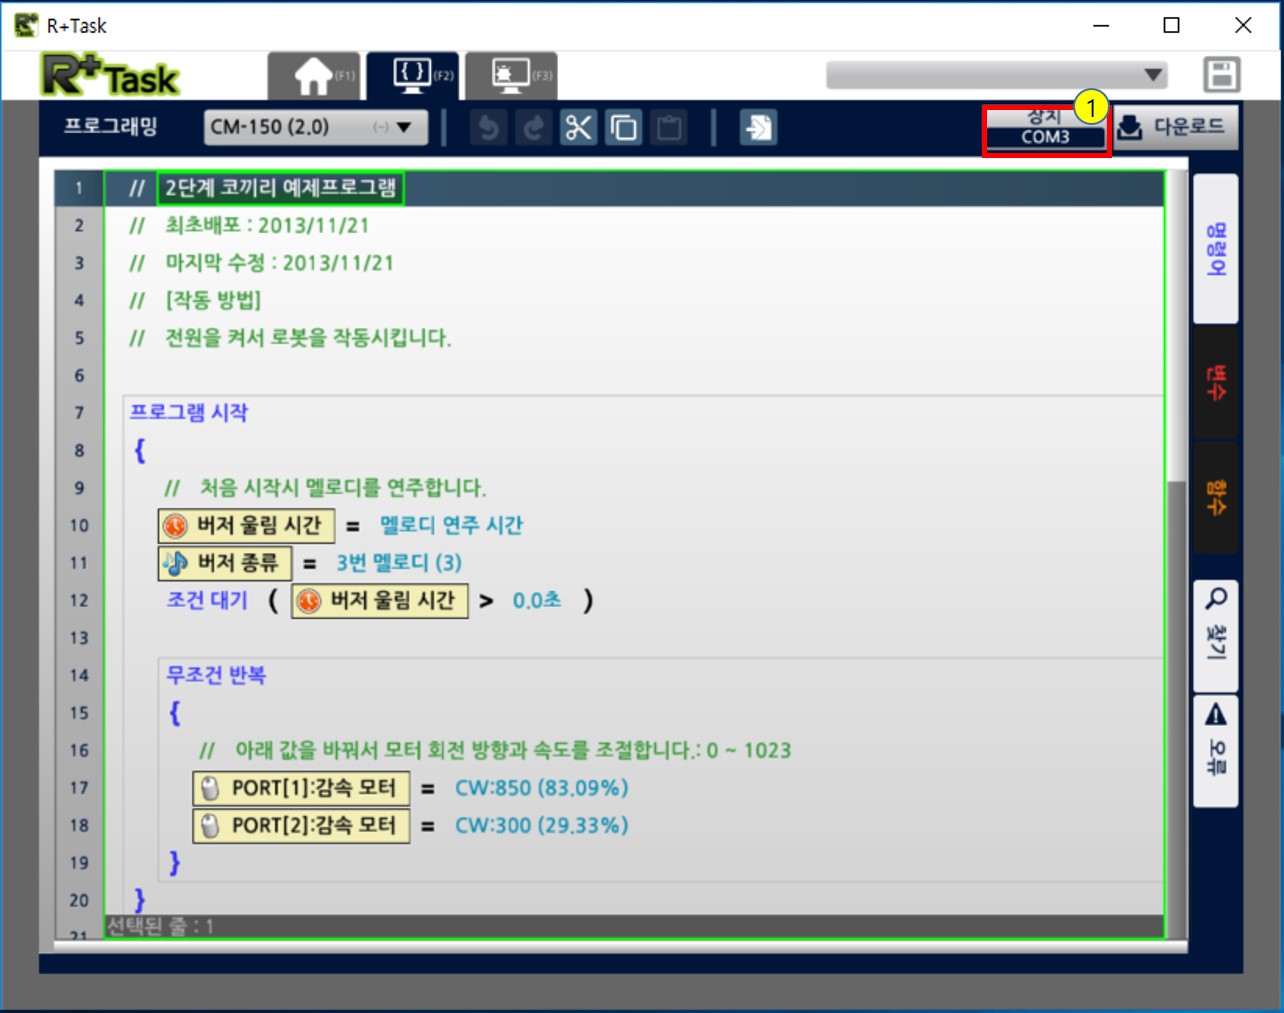 R+Task
R+Task
(F1)
(F2)
(F3)
프로그래밍
CM-150 (2.0)
(-)
장치
1
COM3
다운로드
1 // 2단계 코끼리 예제프로그램
2 // 최초배포 : 2013/11/21
3 // 마지막 수정 : 2013/11/21
4 // [작동 방법]
5 // 전원을 켜서 로봇을 작동시킵니다.
6
7 프로그램 시작
8 {
9 // 처음 시작시 멜로디를 연주합니다.
10 버저 울림 시간 = 멜로디 연주 시간
11 버저 종류 = 3번 멜로디 (3)
12 조건 대기 ( 버저 울림 시간 > 0.0초 )
13
14 무조건 반복
15 {
16 // 아래 값을 바꿔서 모터 회전 방향과 속도를 조절합니다.: 0 ~ 1023
17 PORT[1]:감속 모터 = CW:850 (83.09%)
18 PORT[2]:감속 모터 = CW:300 (29.33%)
19 }
20 }
21
선택된 줄 : 1
명령어
변수
함수
찾기
오류